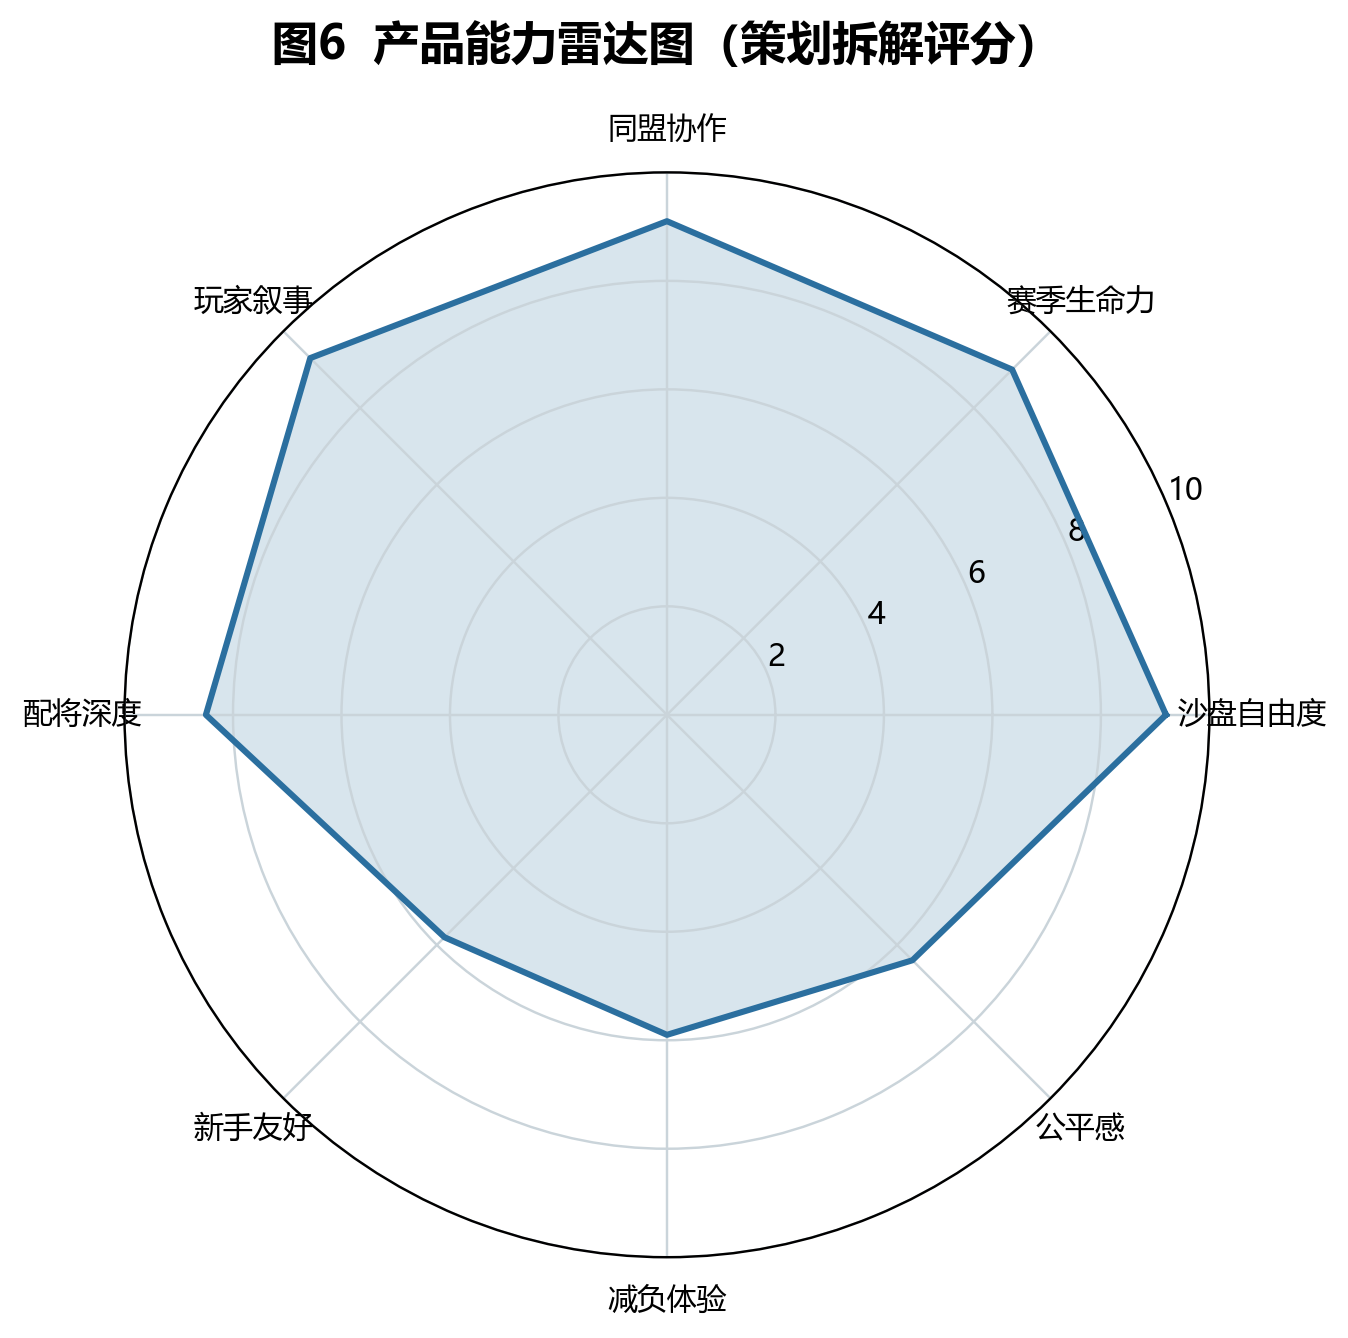 图6 产品能力雷达图（策划拆解评分）
同盟协作
玩家叙事
赛季生命力
10
8
6
4
2
配将深度
沙盘自由度
新手友好
公平感
减负体验